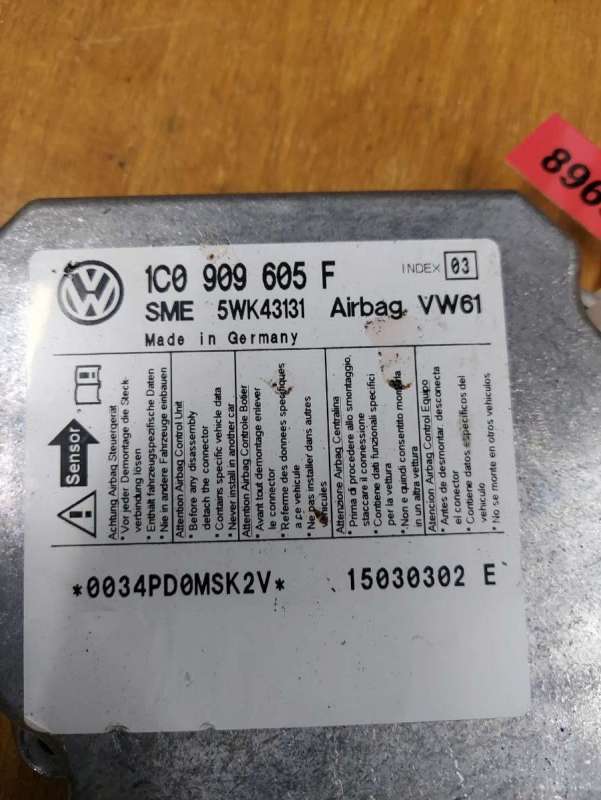 896
1C0 909 605 F
INDEX 03
SME 5WK43131 Airbag VW61
Made in Germany
Sensor
Achtung Airbag Steuergerät
• Vor jeder Demontage die Steck-
verbindung lösen
• Enthält fahrzeugspezifische Daten
• Nie in andere Fahrzeuge einbauen
Attention Airbag Control Unit
• Before any disassembly
detach the connector
• Contains specific vehicle data
• Never install in another car
Attention Airbag Controle Boîter
• Avant tout demontage enlever
le connector
• Referme des données spécifiques
a ce vehicule
• Ne pas installer dans autres
vehicules
Attenzione Airbag Centralina
• Prima di precedere allo smontaggio,
staccare il connessione
• Contiene dati funzionali specifici
per la vettura
• Non e quindi consentito montarla
in un altra vettura
Atencion Airbag Control Equipo
• Antes de desmontar, desconecta
el conector
• Contiene datos especificos del
vehiculo
• No se monte en otros vehiculos
*0034PD0MSK2V* 15030302 E